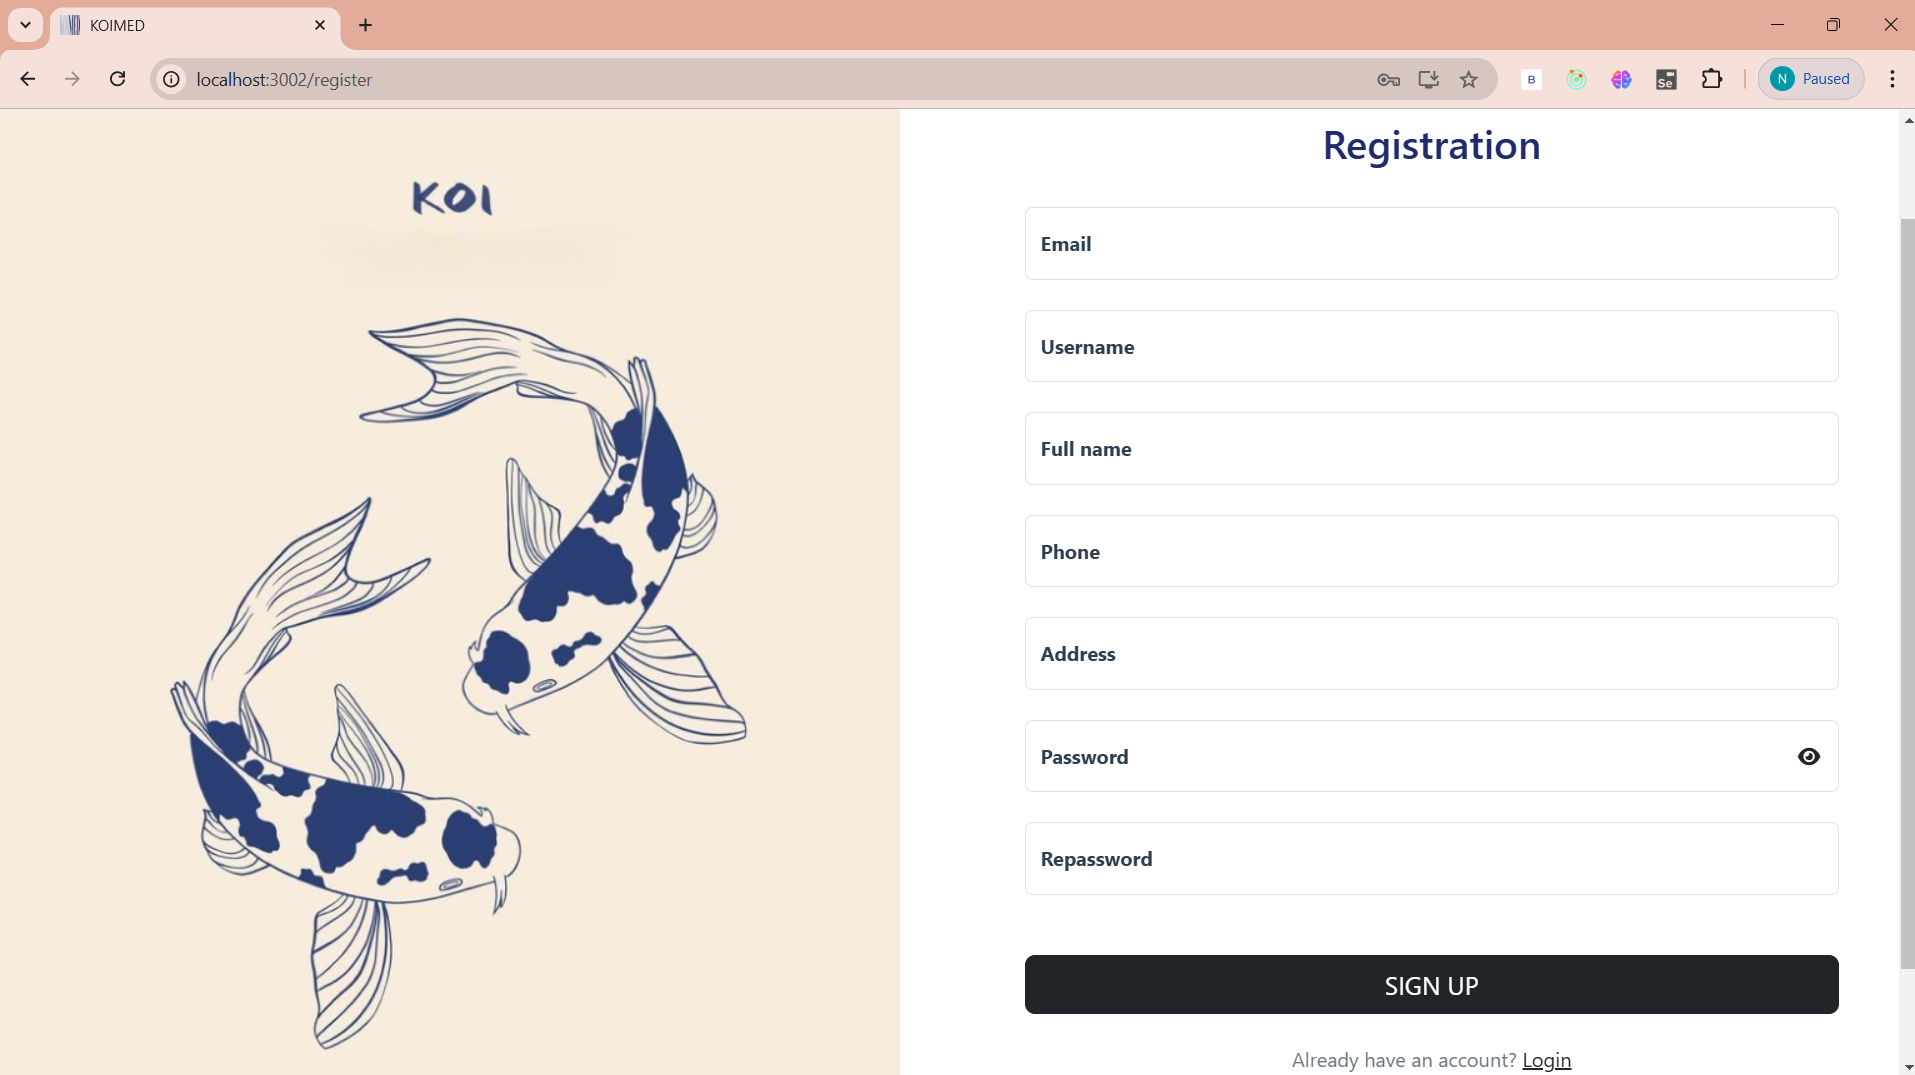 KOIMED
localhost:3002/register
B
Se
N
Paused
KOI
Registration
Email
Username
Full name
Phone
Address
Password
Repassword
SIGN UP
Already have an account? Login